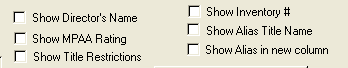 Show Director's Name
Show MPAA Rating
Show Title Restrictions
Show Inventory #
Show Alias Title Name
Show Alias in new column